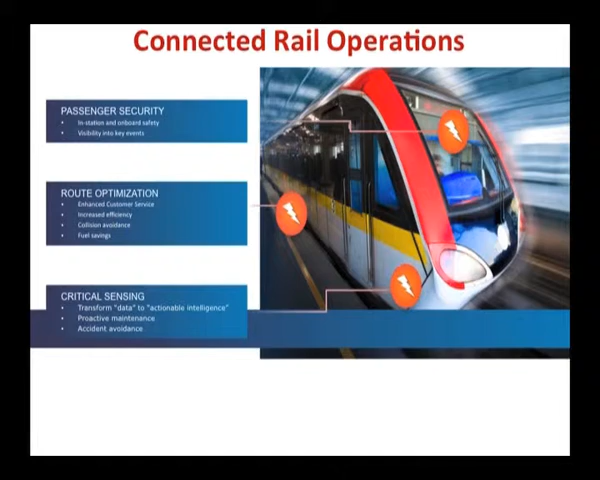 Connected Rail Operations
PASSENGER SECURITY
• In-station and onboard safety
• Visibility into key events
ROUTE OPTIMIZATION
• Enhanced Customer Service
• Increased efficiency
• Collision avoidance
• Fuel savings
CRITICAL SENSING
• Transform "data" to "actionable intelligence"
• Proactive maintenance
• Accident avoidance